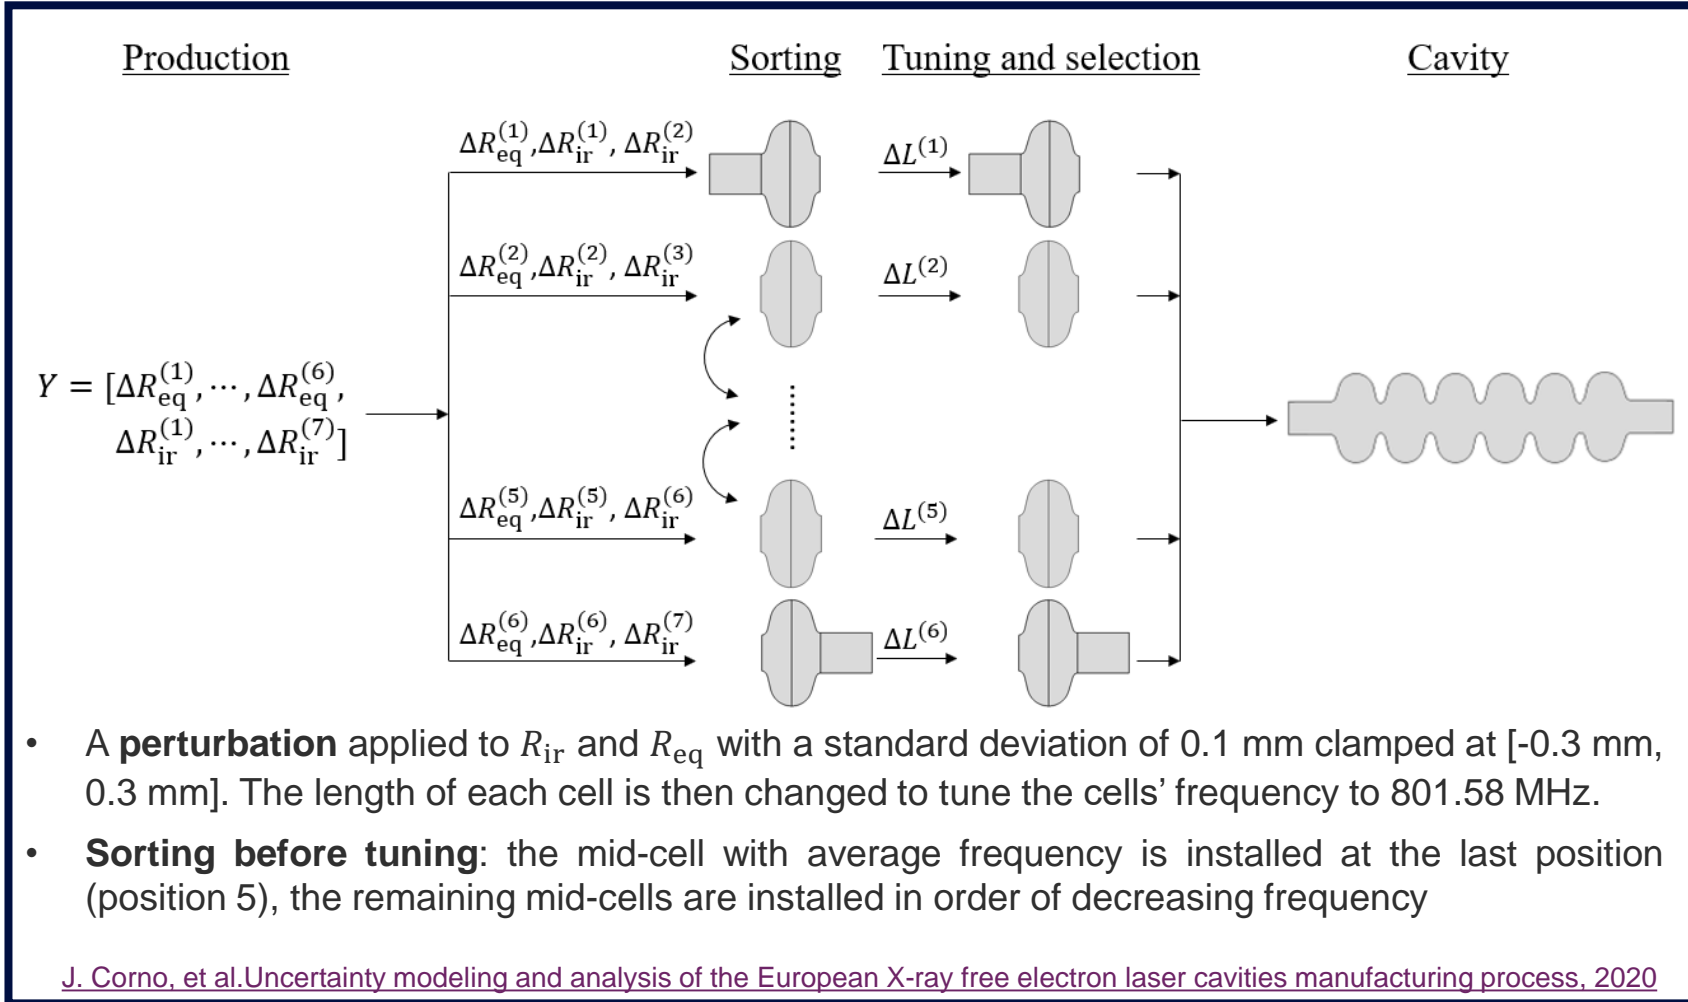 Production Sorting Tuning and selection Cavity
ΔR_eq^(1),ΔR_ir^(1), ΔR_ir^(2) ΔL^(1)
ΔR_eq^(2),ΔR_ir^(2), ΔR_ir^(3) ΔL^(2)
Y = [ΔR_eq^(1), ⋯, ΔR_eq^(6),
ΔR_ir^(1), ⋯, ΔR_ir^(7)]
ΔR_eq^(5),ΔR_ir^(5), ΔR_ir^(6) ΔL^(5)
ΔR_eq^(6),ΔR_ir^(6), ΔR_ir^(7) ΔL^(6)
• A perturbation applied to R_ir and R_eq with a standard deviation of 0.1 mm clamped at [-0.3 mm,
0.3 mm]. The length of each cell is then changed to tune the cells' frequency to 801.58 MHz.
• Sorting before tuning: the mid-cell with average frequency is installed at the last position
(position 5), the remaining mid-cells are installed in order of decreasing frequency
J. Corno, et al.Uncertainty modeling and analysis of the European X-ray free electron laser cavities manufacturing process, 2020